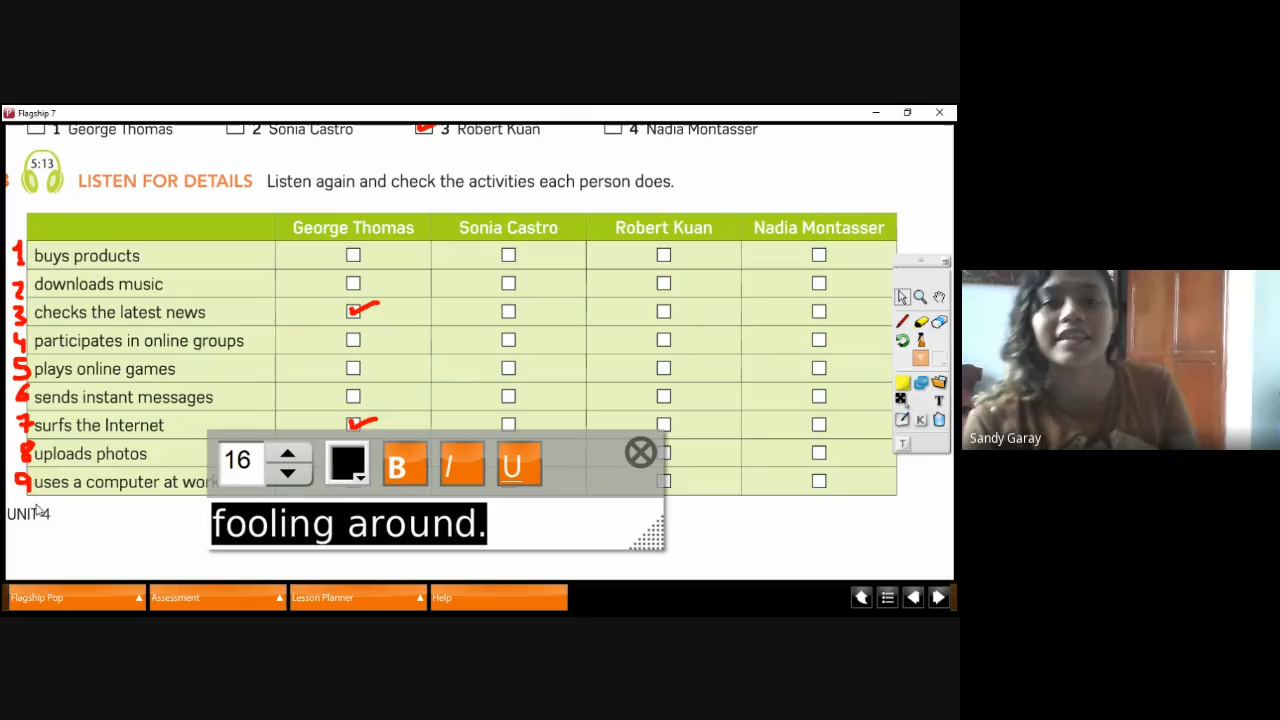 Flagship 7
1 George Thomas 2 Sonia Castro 3 Robert Kuan 4 Nadia Montasser
5:13
LISTEN FOR DETAILS Listen again and check the activities each person does.
George Thomas Sonia Castro Robert Kuan Nadia Montasser
1 buys products
2 downloads music
3 checks the latest news
4 participates in online groups
5 plays online games
6 sends instant messages
7 surfs the Internet
8 uploads photos
9 uses a computer at work
16 B I U
UNIT 4
fooling around.
Flagship Pop Assessment Lesson Planner Help
Sandy Garay